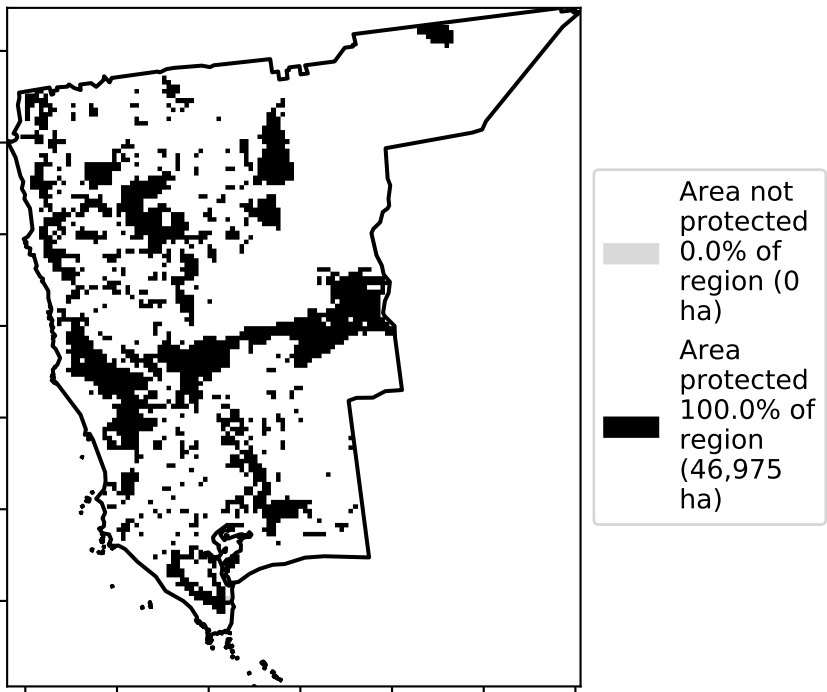 Area not
protected
0.0% of
region (0
ha)
Area
protected
100.0% of
region
(46,975
ha)